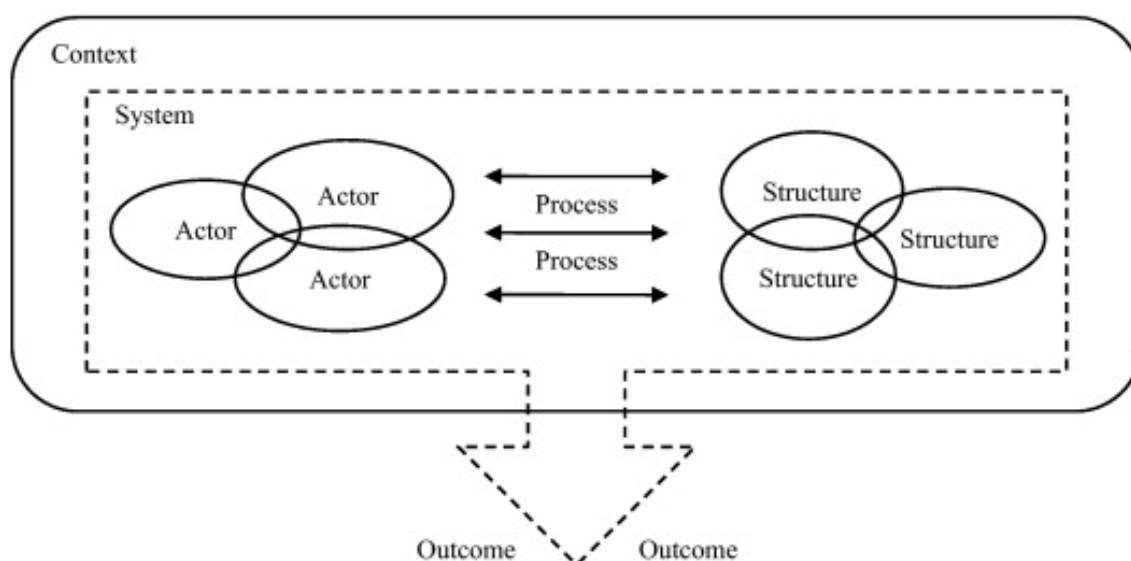 Context
System
Actor
Actor
Actor
Process
Process
Structure
Structure
Structure
Outcome
Outcome